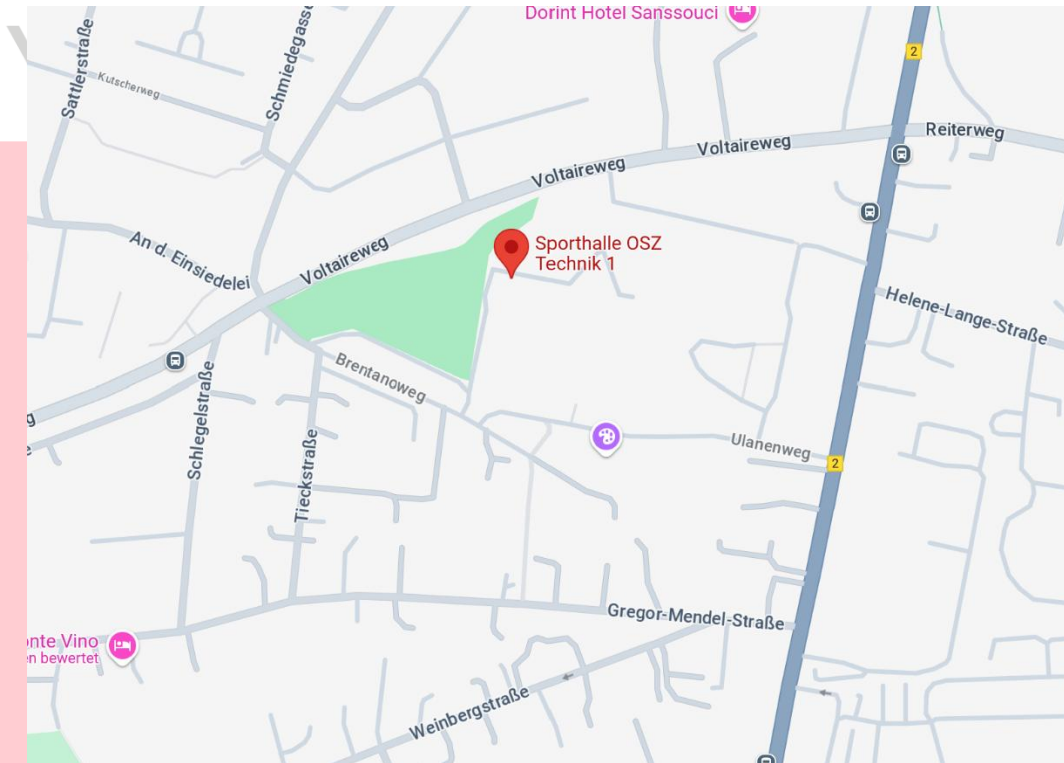 Dorint Hotel Sanssouci
2
Sattlerstraße
Kutscherweg
Schmiedegasse
Reiterweg
Voltaireweg
Voltaireweg
Sporthalle OSZ
Technik 1
An d. Einsiedelei
Voltaireweg
Helene-Lange-Straße
Brentanoweg
Schlegelstraße
Tieckstraße
Ulanenweg
2
Gregor-Mendel-Straße
onte Vino
en bewertet
Weinbergstraße